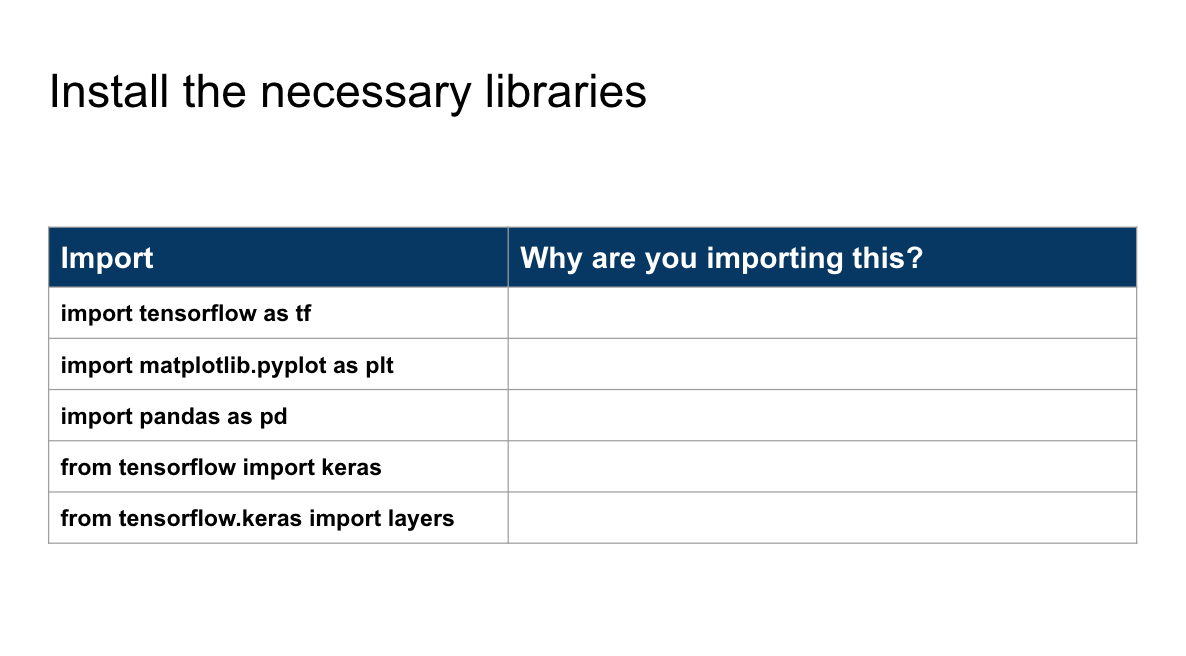 Install the necessary libraries
Import
Why are you importing this?
import tensorflow as tf
import matplotlib.pyplot as plt
import pandas as pd
from tensorflow import keras
from tensorflow.keras import layers